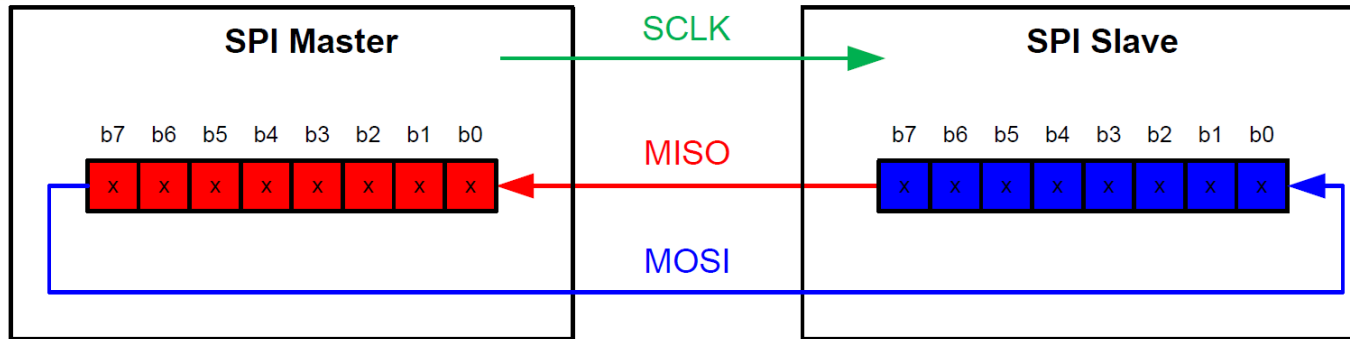 SPI Master
SCLK
SPI Slave
b7 b6 b5 b4 b3 b2 b1 b0
MISO
b7 b6 b5 b4 b3 b2 b1 b0
x x x x x x x x
x x x x x x x x
MOSI